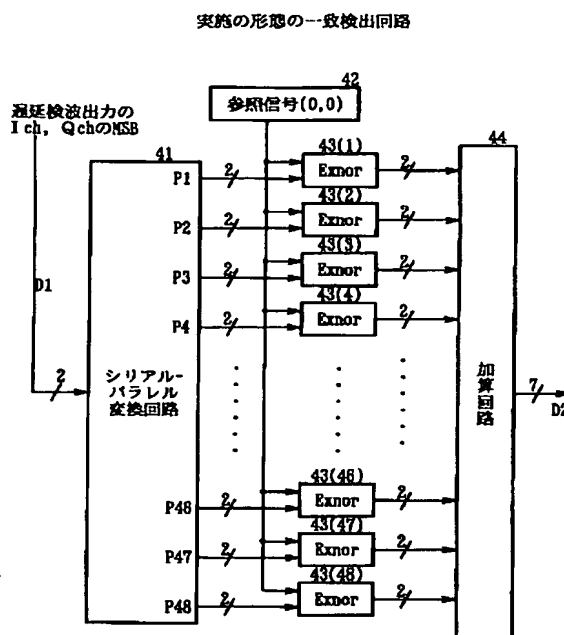 実施の形態の一致検出回路
42
参照信号(0,0)
遅延検波出力の
Ich, QchのMSB
41
44
43(1)
P1
2
Exnor
2
43(2)
P2
2
Exnor
2
43(3)
P3
2
Exnor
2
43(4)
P4
2
Exnor
2
D1
2
シリアル-
パラレル
変換回路
加算回路
7
D2
43(46)
P46
2
Exnor
2
43(47)
P47
2
Exnor
2
43(48)
P48
2
Exnor
2